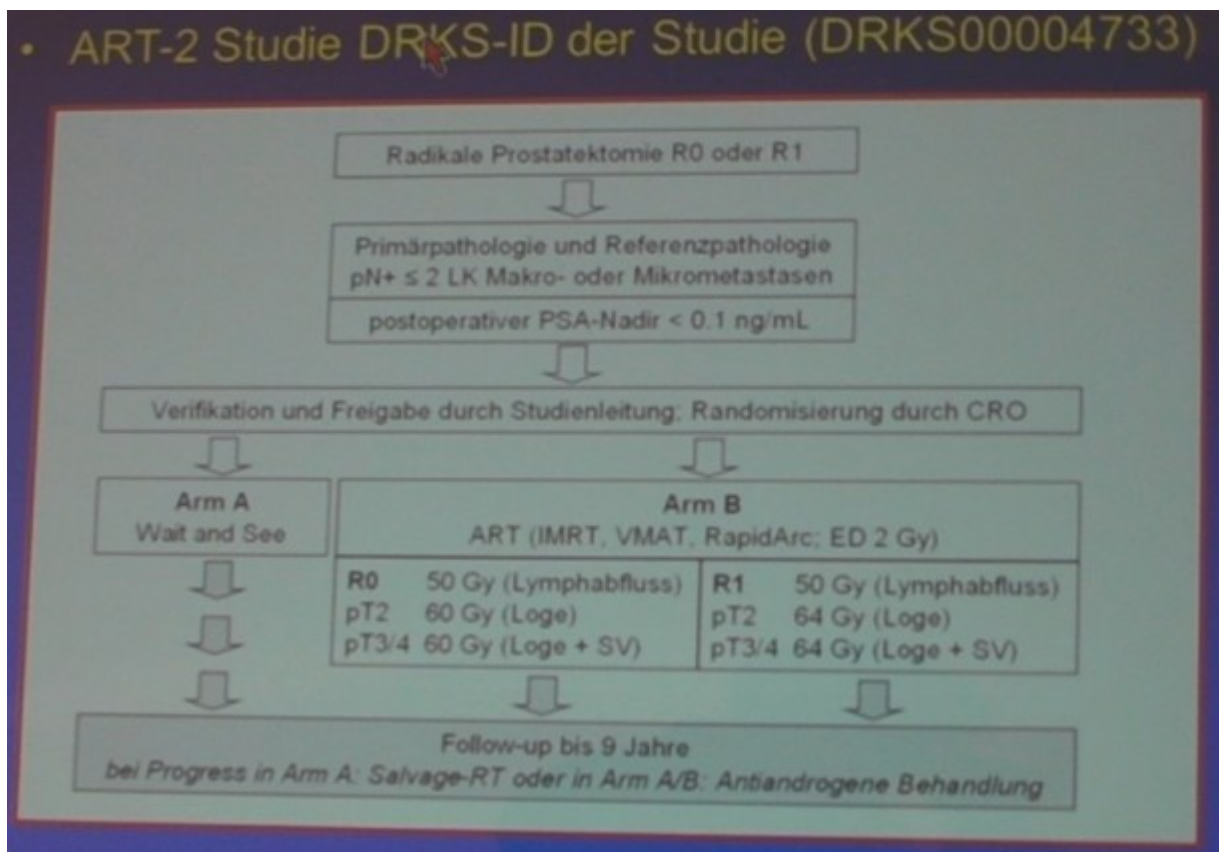 • ART-2 Studie DRKS-ID der Studie (DRKS00004733)
Radikale Prostatektomie R0 oder R1
Primärpathologie und Referenzpathologie
pN+ ≤ 2 LK Makro- oder Mikrometastasen
postoperativer PSA-Nadir < 0.1 ng/mL
Verifikation und Freigabe durch Studienleitung; Randomisierung durch CRO
Arm A
Wait and See
Arm B
ART (IMRT, VMAT, RapidArc; ED 2 Gy)
R0 50 Gy (Lymphabfluss)
pT2 60 Gy (Loge)
pT3/4 60 Gy (Loge + SV)
R1 50 Gy (Lymphabfluss)
pT2 64 Gy (Loge)
pT3/4 64 Gy (Loge + SV)
Follow-up bis 9 Jahre
bei Progress in Arm A: Salvage-RT oder in Arm A/B: Antiandrogene Behandlung